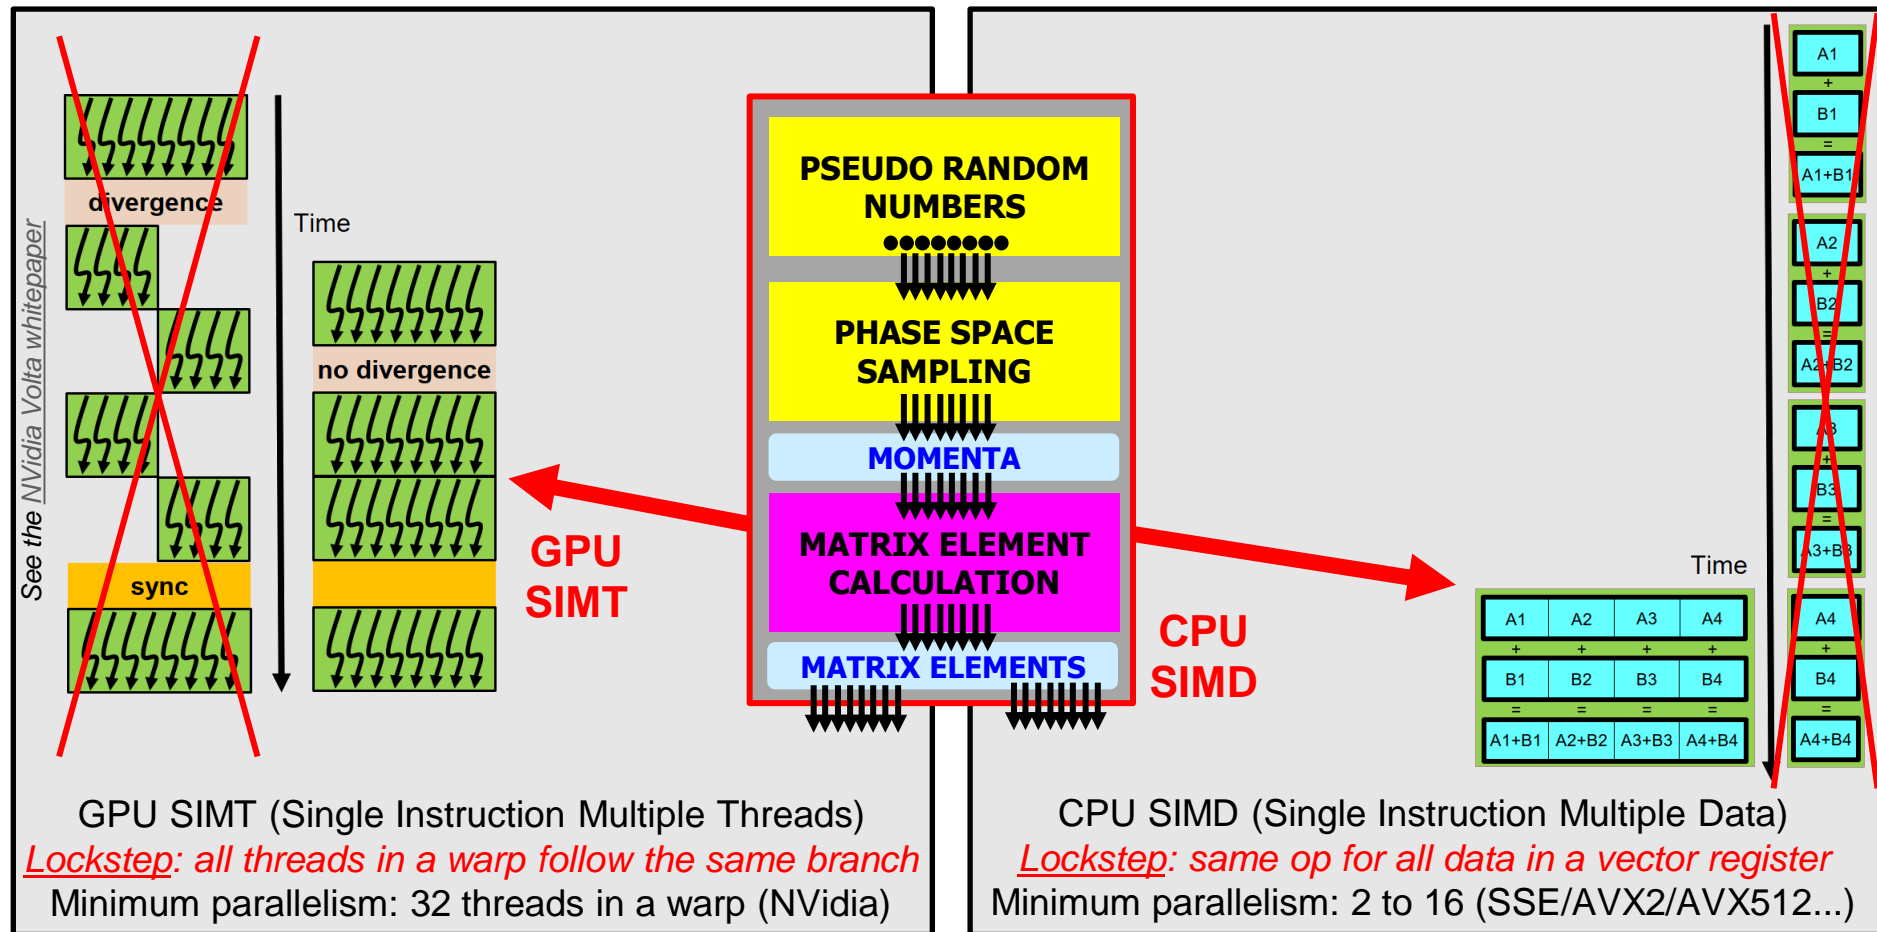 See the NVidia Volta whitepaper
divergence
sync
Time
no divergence
GPU
SIMT
PSEUDO RANDOM
NUMBERS
PHASE SPACE
SAMPLING
MOMENTA
MATRIX ELEMENT
CALCULATION
MATRIX ELEMENTS
CPU
SIMD
Time
A1 A2 A3 A4
+ + + +
B1 B2 B3 B4
= = = =
A1+B1 A2+B2 A3+B3 A4+B4
A1
+
B1
=
A1+B1
A2
+
B2
=
A2+B2
A3
+
B3
=
A3+B3
A4
+
B4
=
A4+B4
GPU SIMT (Single Instruction Multiple Threads)
Lockstep: all threads in a warp follow the same branch
Minimum parallelism: 32 threads in a warp (NVidia)
CPU SIMD (Single Instruction Multiple Data)
Lockstep: same op for all data in a vector register
Minimum parallelism: 2 to 16 (SSE/AVX2/AVX512...)